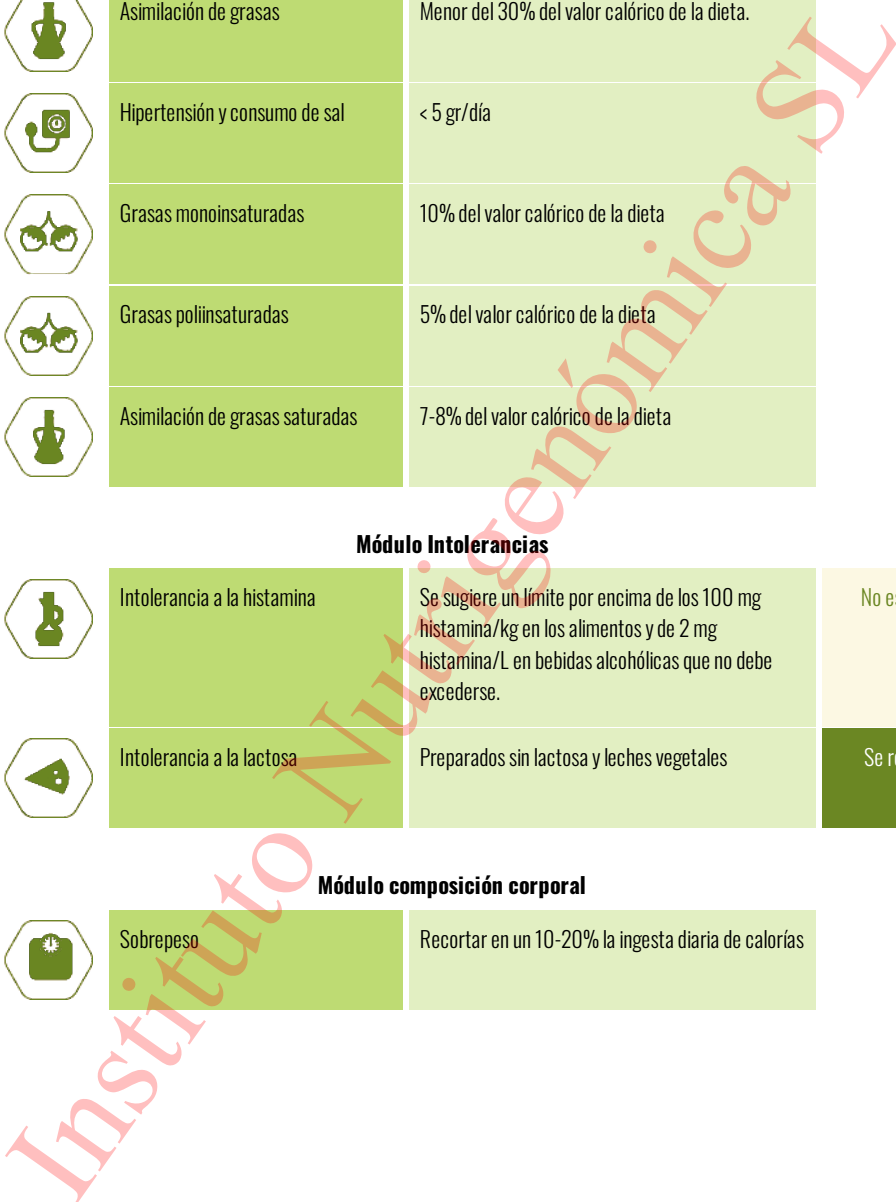 Asimilación de grasas
Menor del 30% del valor calórico de la dieta.
Hipertensión y consumo de sal
< 5 gr/día
Grasas monoinsaturadas
10% del valor calórico de la dieta
Grasas poliinsaturadas
5% del valor calórico de la dieta
Asimilación de grasas saturadas
7-8% del valor calórico de la dieta
Módulo Intolerancias
Intolerancia a la histamina
Se sugiere un límite por encima de los 100 mg
histamina/kg en los alimentos y de 2 mg
histamina/L en bebidas alcohólicas que no debe
excederse.
No
Intolerancia a la lactosa
Preparados sin lactosa y leches vegetales
Se
Módulo composición corporal
Sobrepeso
Recortar en un 10-20% la ingesta diaria de calorías
Instituto Nutrigenómica SL